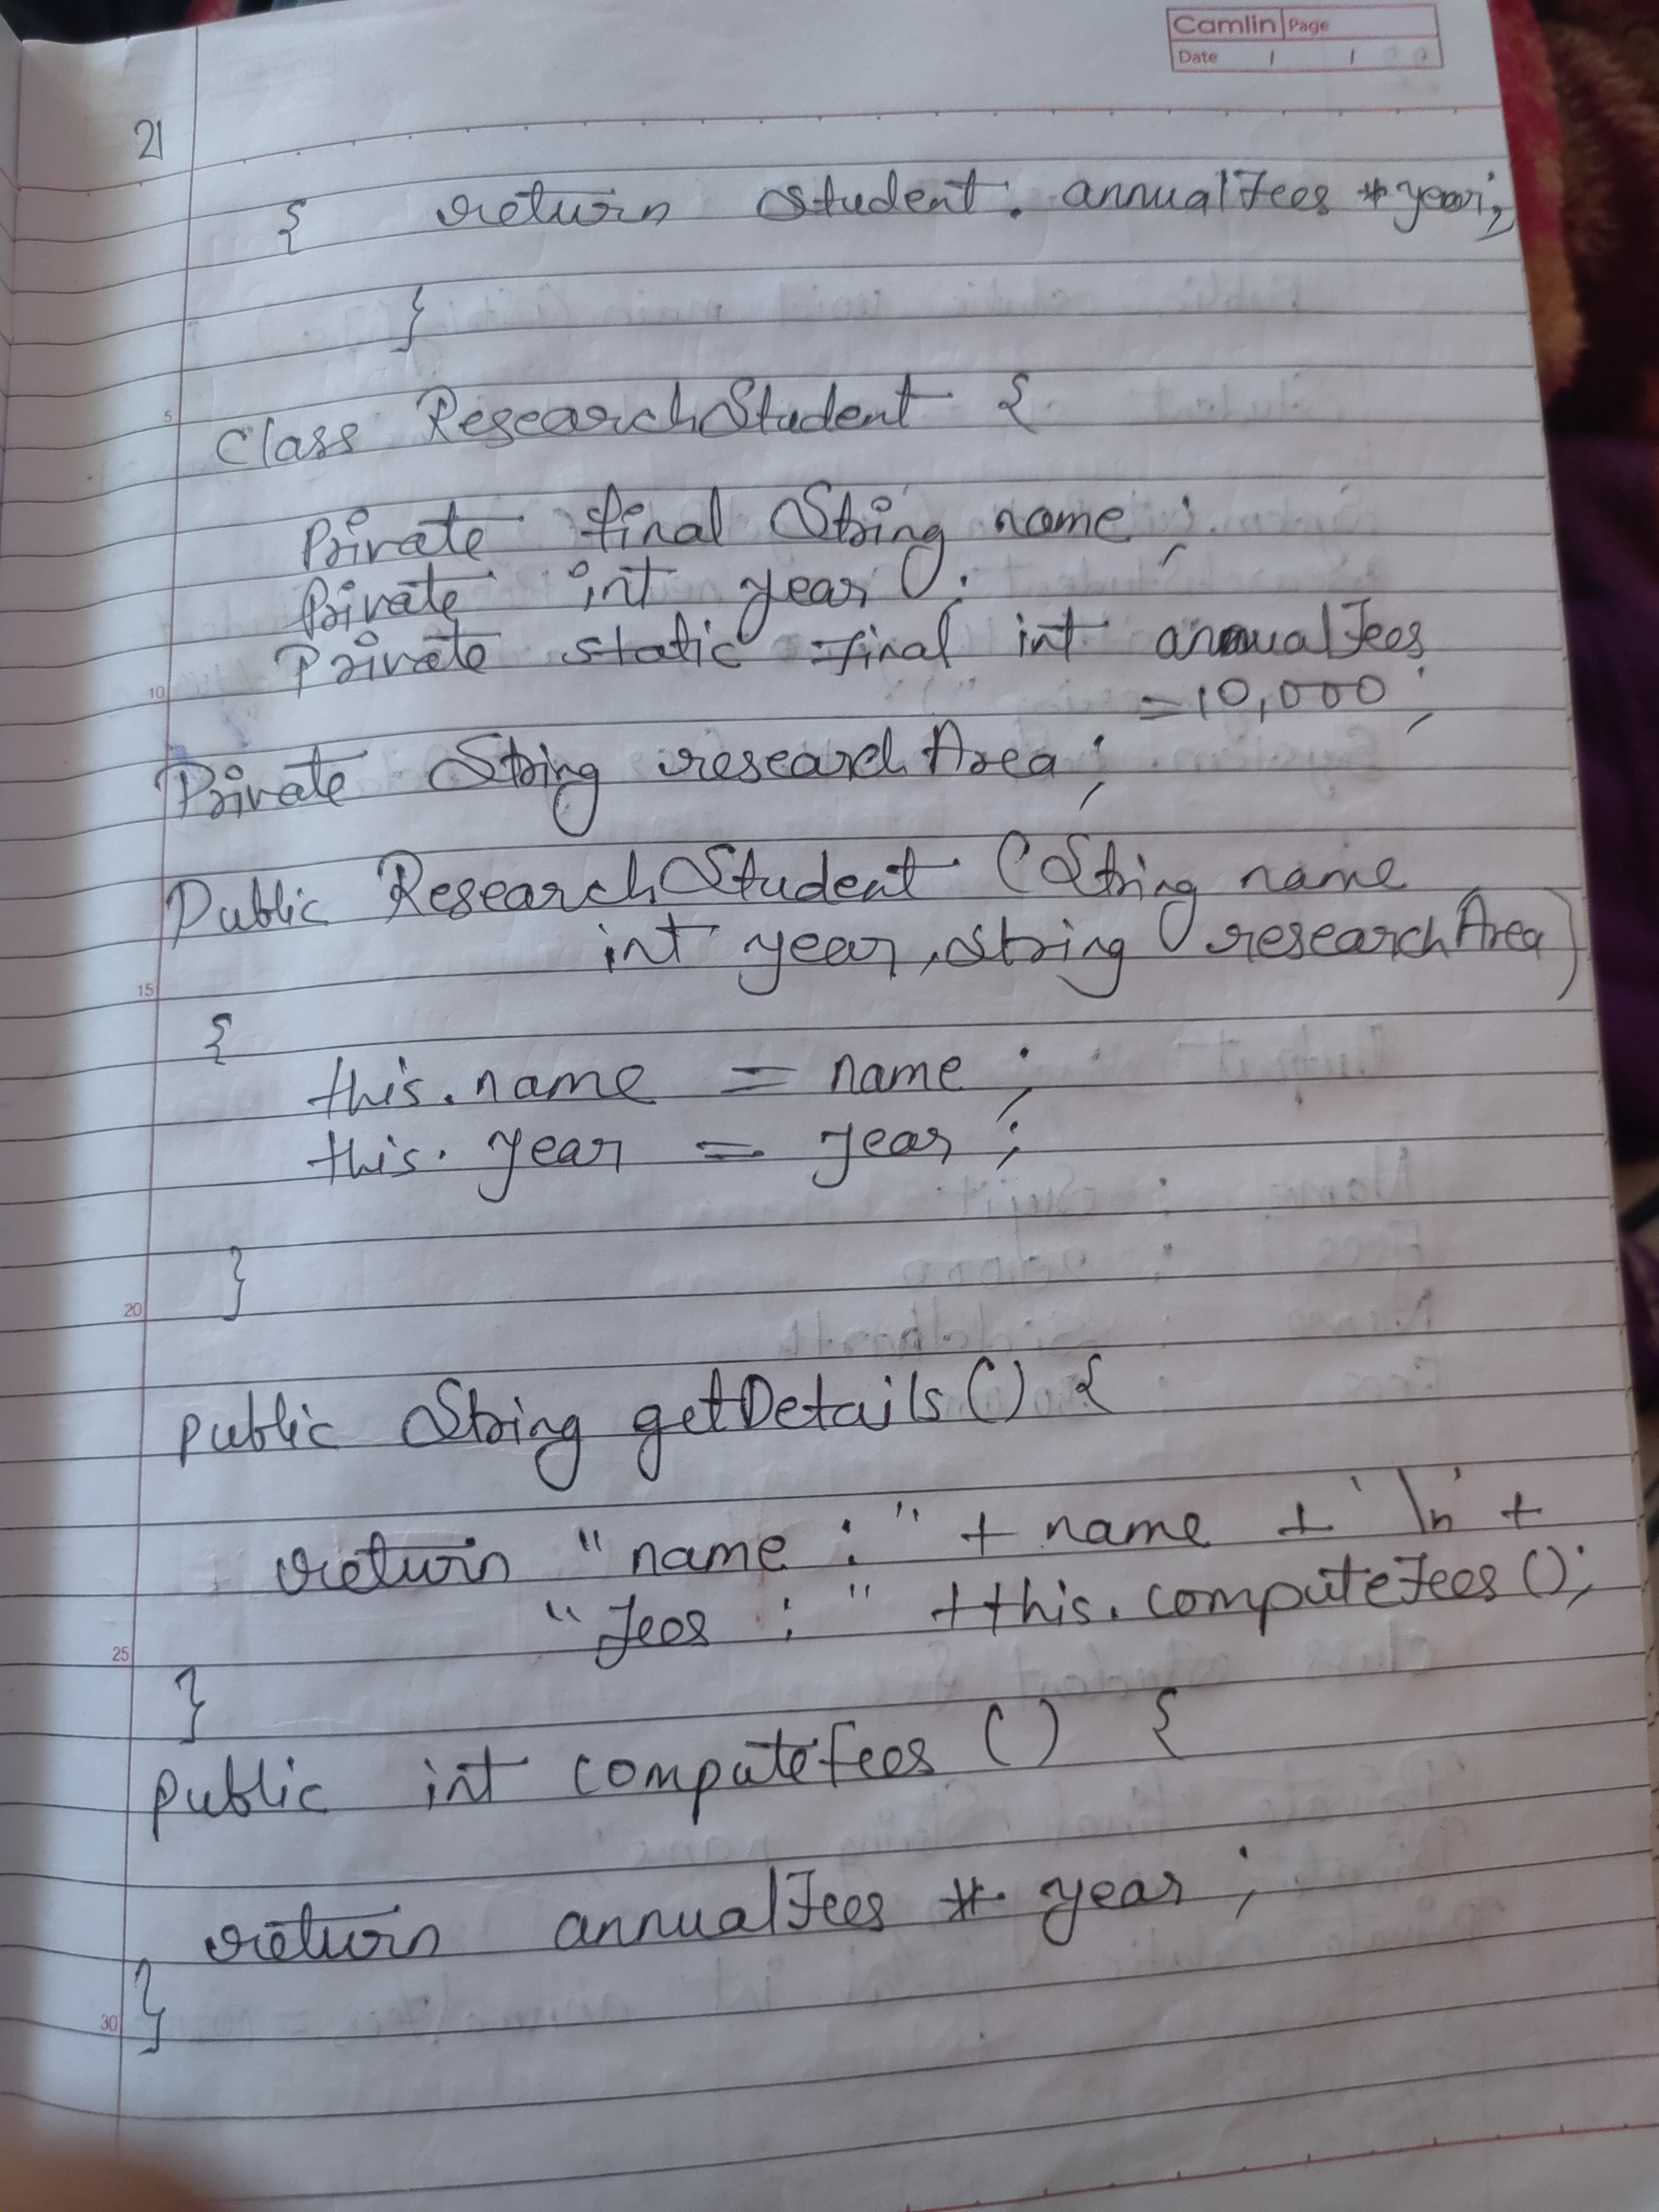 Camlin Page
Date / /
21
{ return Student. annualFees * year;
}
5
Class ResearchStudent {
Private final String name ;
Private int year ;
Private static final int annualFees
10
= 10,000 ;
Private String researchArea ;
Public ResearchStudent (String name
int year, String researchArea)
15
{
this.name = name ;
this. year = year ;
}
20
public String getDetails () {
return "name : " + name + '\n' +
"Fees : " + this. computeFees ();
25
}
public int computeFees () {
return annualFees * year ;
}
30